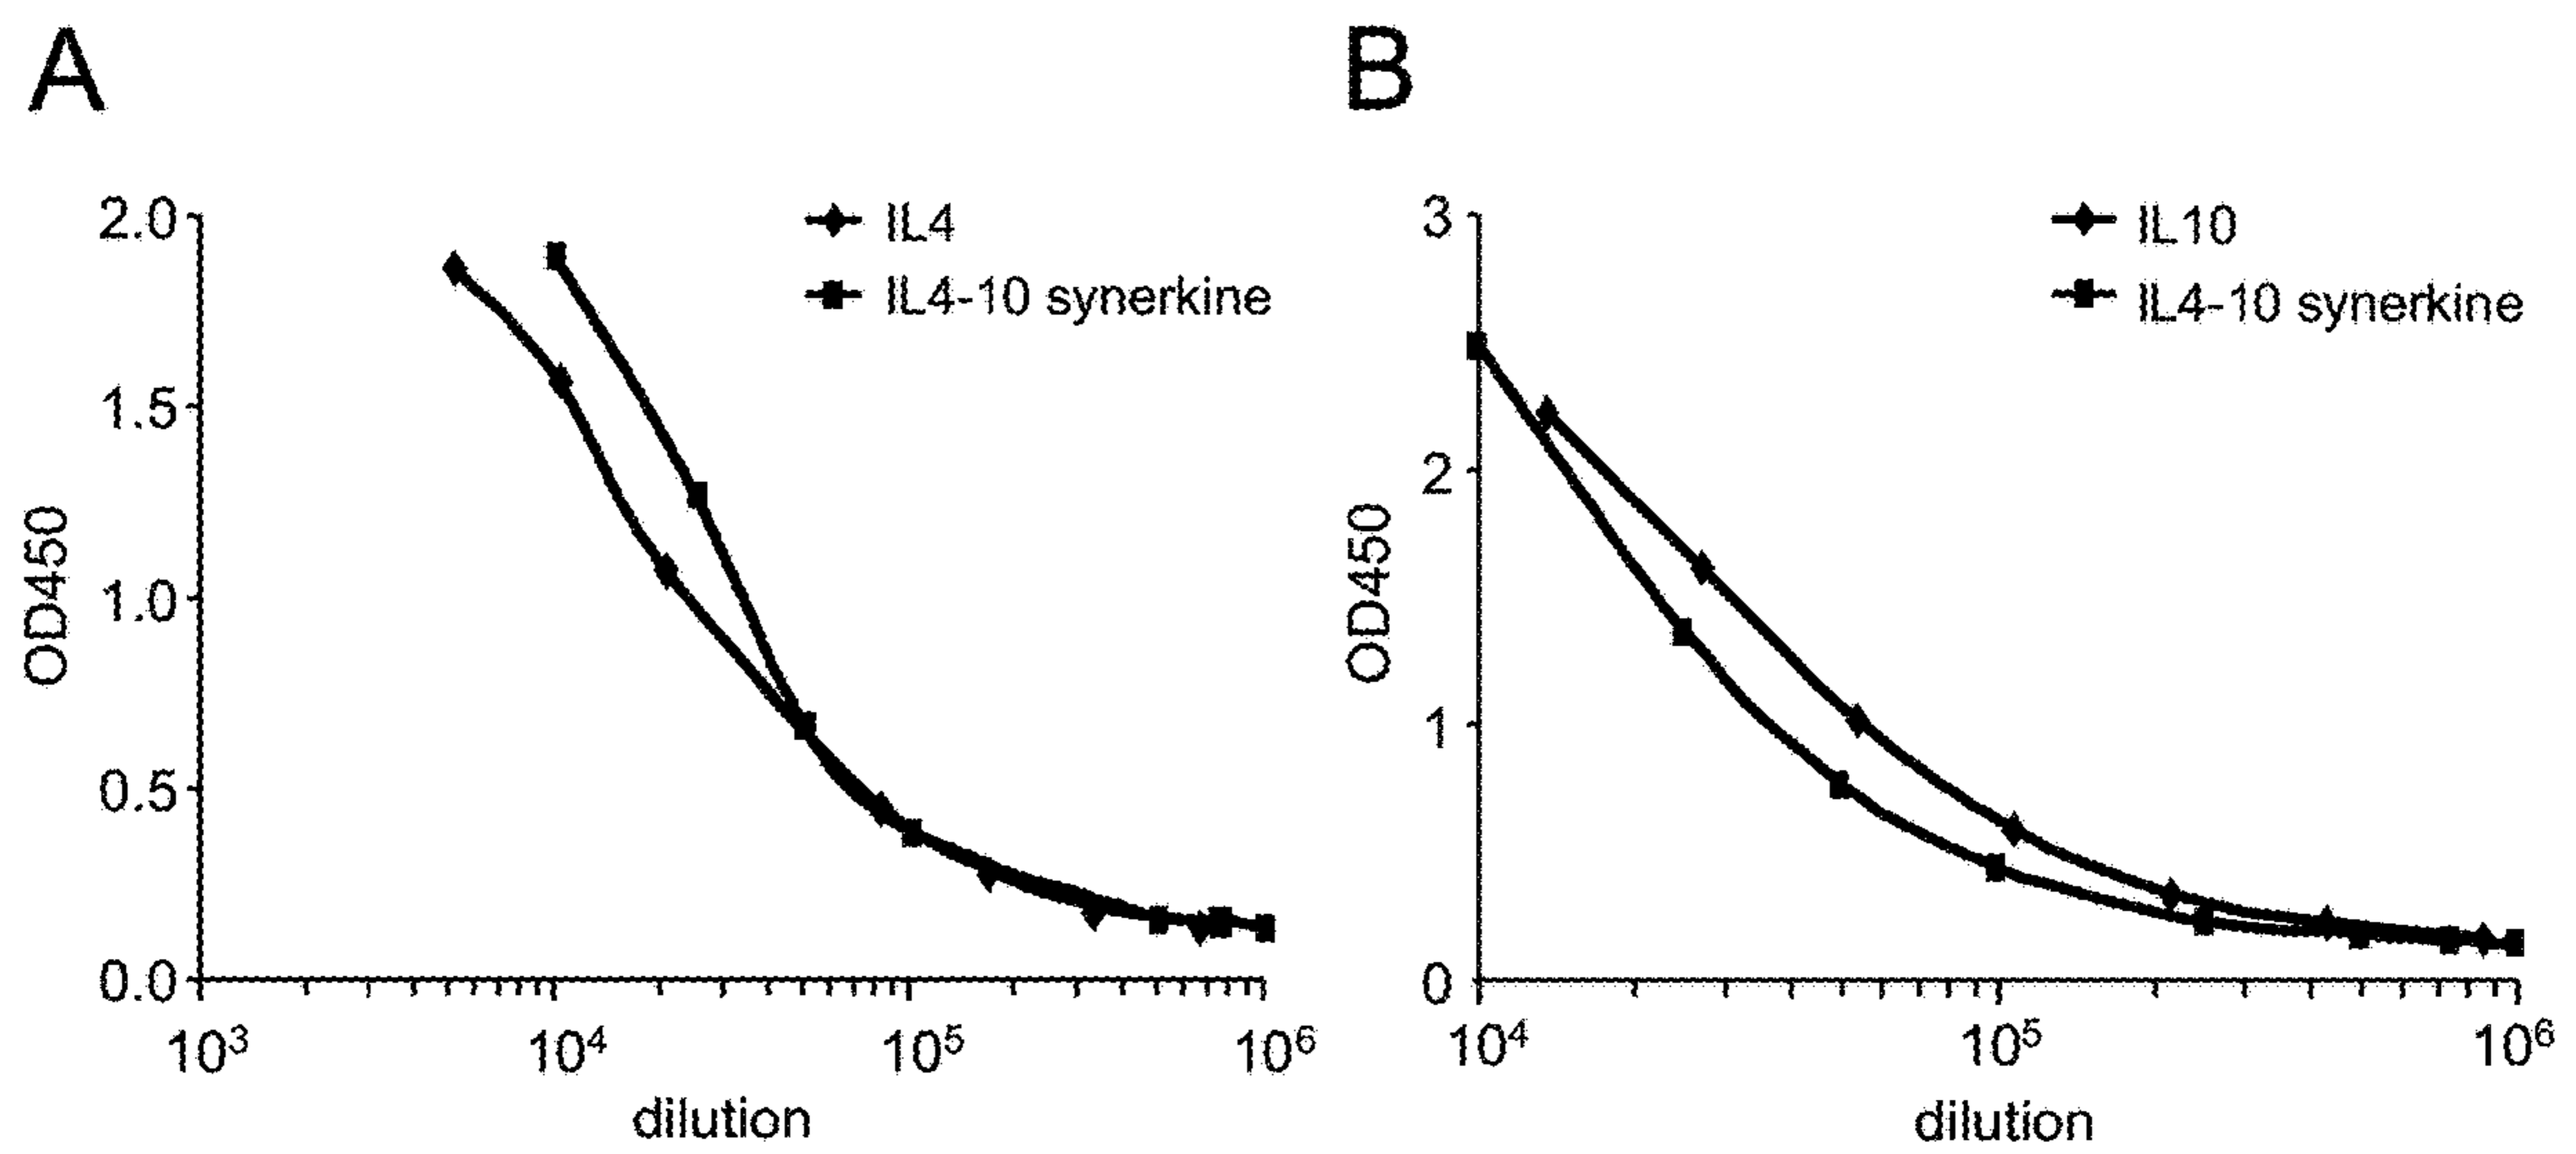 A
IL4
IL4-10 synerkine
OD450
2.0
1.5
1.0
0.5
0.0
10³
10⁴
10⁵
10⁶
dilution
B
IL10
IL4-10 synerkine
OD450
3
2
1
0
10⁴
10⁵
10⁶
dilution